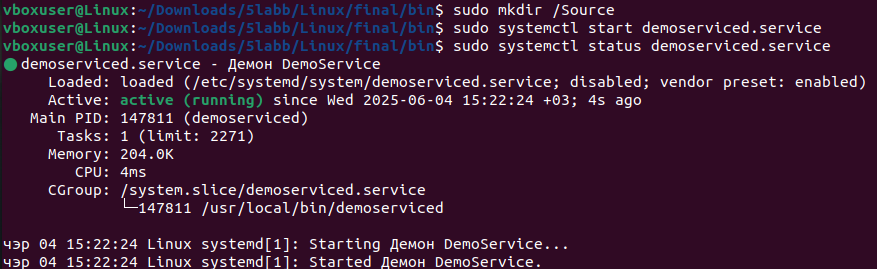 vboxuser@Linux:~/Downloads/5labb/Linux/final/bin$ sudo mkdir /Source
vboxuser@Linux:~/Downloads/5labb/Linux/final/bin$ sudo systemctl start demoserviced.service
vboxuser@Linux:~/Downloads/5labb/Linux/final/bin$ sudo systemctl status demoserviced.service
● demoserviced.service - Демон DemoService
Loaded: loaded (/etc/systemd/system/demoserviced.service; disabled; vendor preset: enabled)
Active: active (running) since Wed 2025-06-04 15:22:24 +03; 4s ago
Main PID: 147811 (demoserviced)
Tasks: 1 (limit: 2271)
Memory: 204.0K
CPU: 4ms
CGroup: /system.slice/demoserviced.service
└─147811 /usr/local/bin/demoserviced
чэр 04 15:22:24 Linux systemd[1]: Starting Демон DemoService...
чэр 04 15:22:24 Linux systemd[1]: Started Демон DemoService.